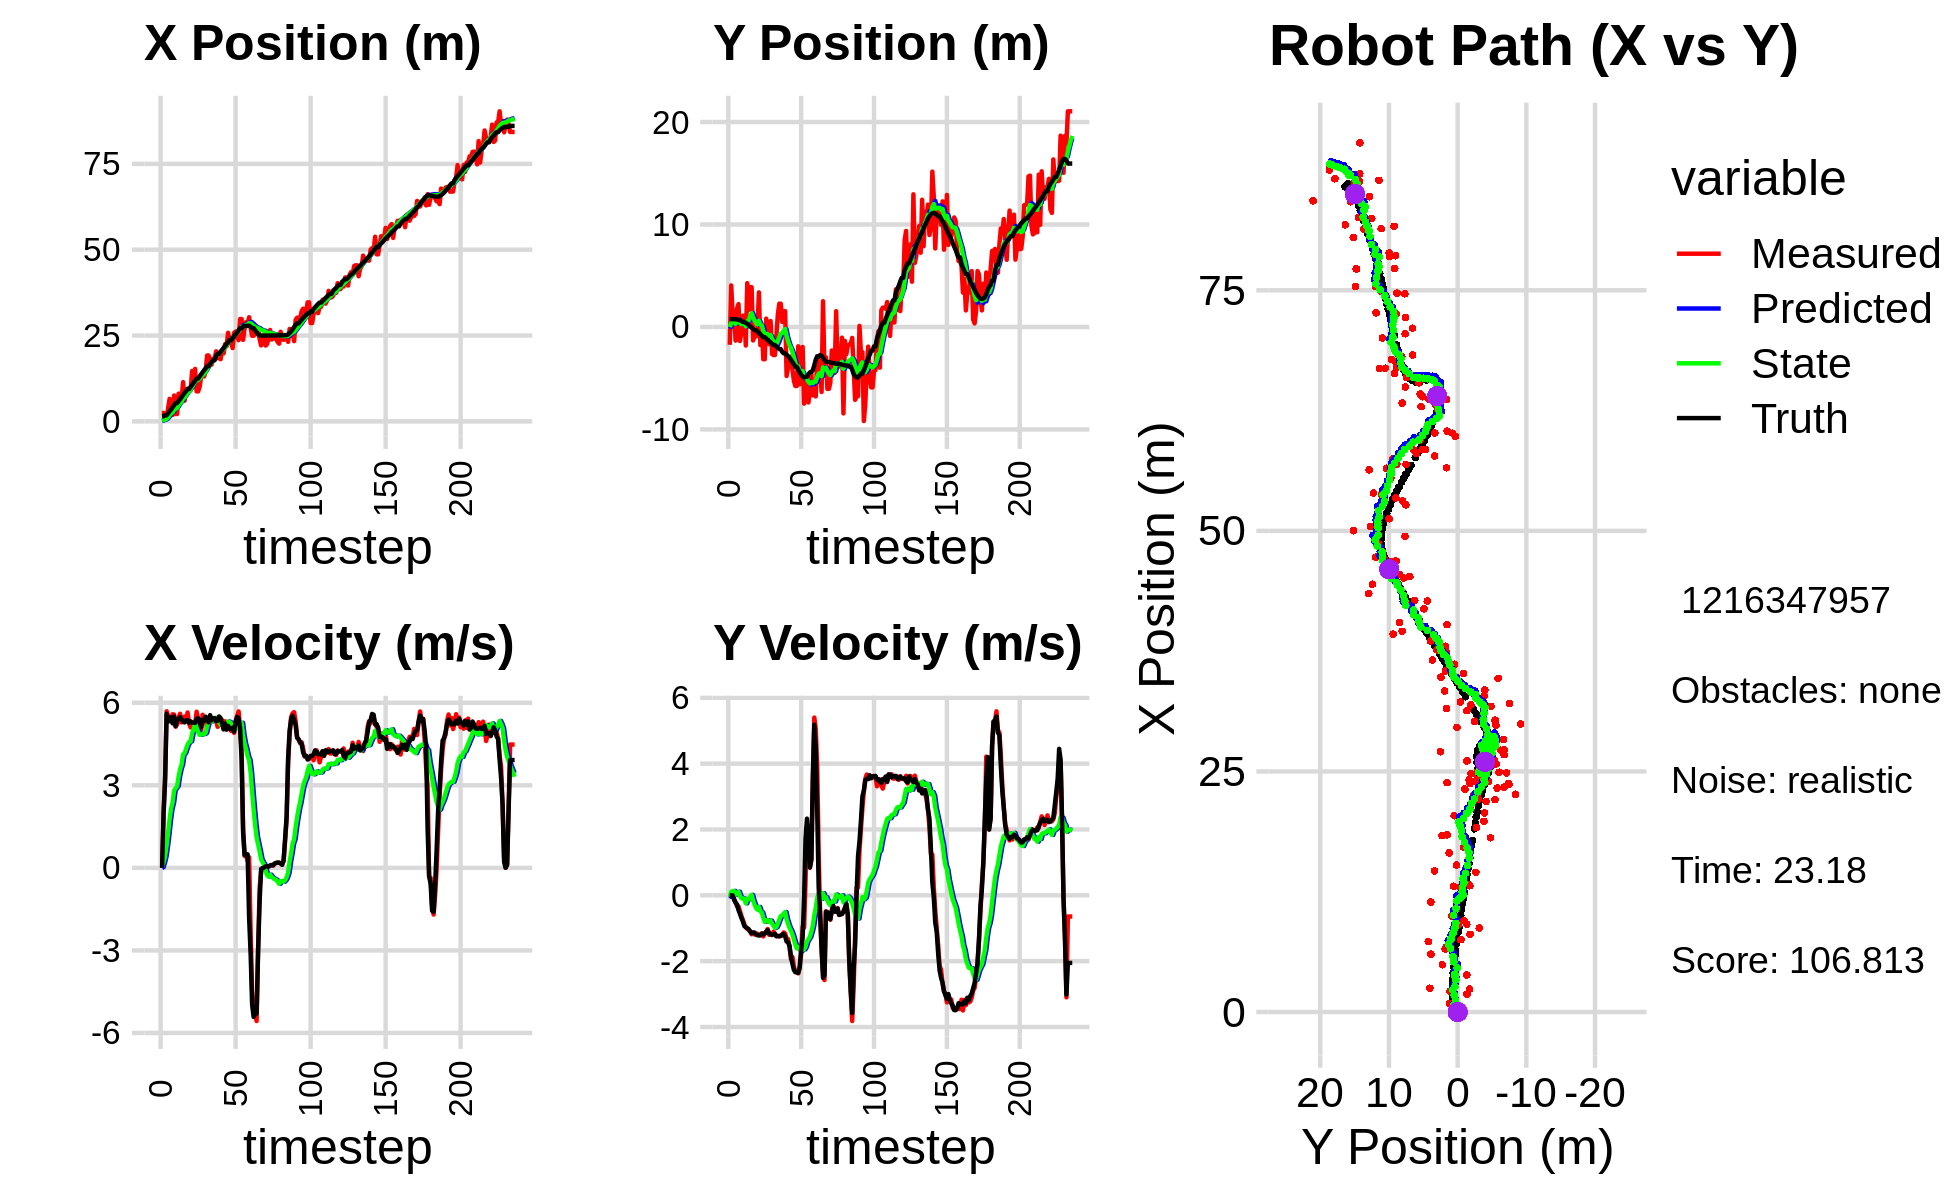 X Position (m)
75
50
25
0
0 50 100 150 200
timestep
Y Position (m)
20
10
0
-10
0 50 100 150 200
timestep
X Velocity (m/s)
6
3
0
-3
-6
0 50 100 150 200
timestep
Y Velocity (m/s)
6
4
2
0
-2
-4
0 50 100 150 200
timestep
Robot Path (X vs Y)
X Position (m)
75
50
25
0
20 10 0 -10 -20
Y Position (m)
variable
Measured
Predicted
State
Truth
1216347957
Obstacles: none
Noise: realistic
Time: 23.18
Score: 106.813